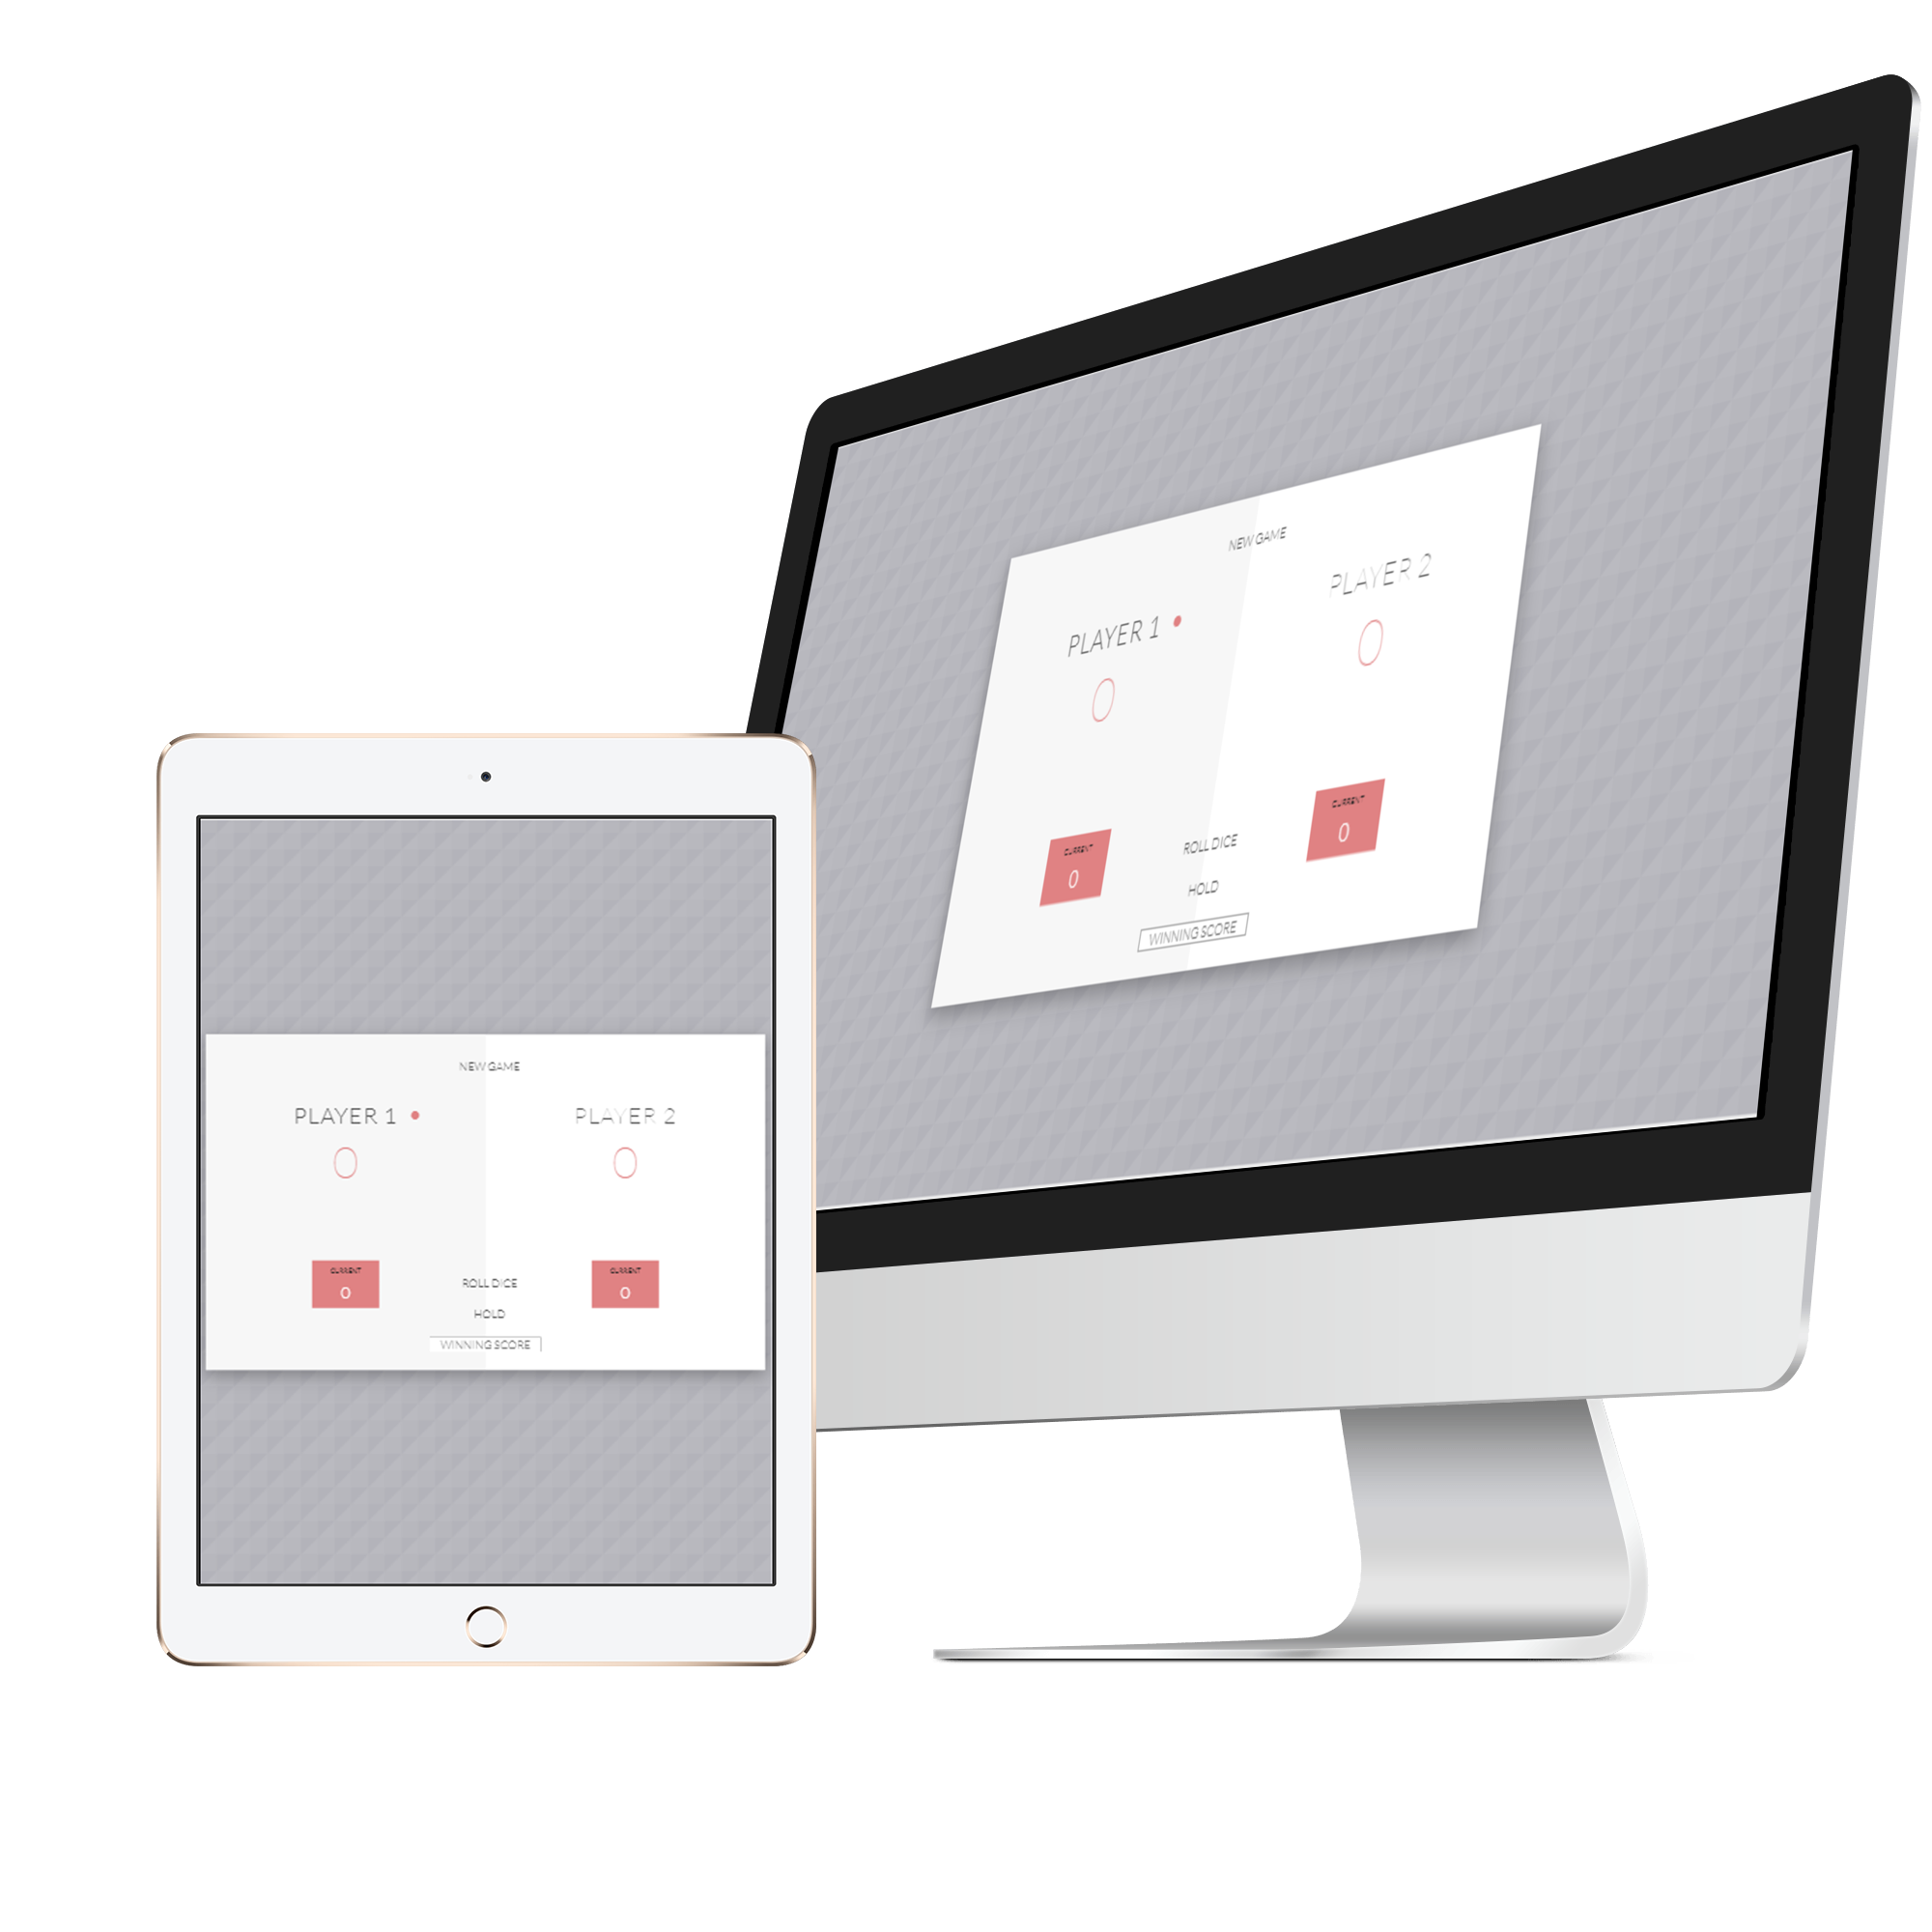 NEW GAME
PLAYER 1
PLAYER 2
0
0
CURRENT
0
CURRENT
0
ROLL DICE
HOLD
WINNING SCORE
NEW GAME
PLAYER 1
PLAYER 2
0
0
CURRENT
0
CURRENT
0
ROLL DICE
HOLD
WINNING SCORE